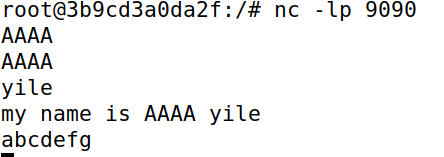 root@3b9cd3a0da2f:/# nc -lp 9090
AAAA
AAAA
yile
my name is AAAA yile
abcdefg